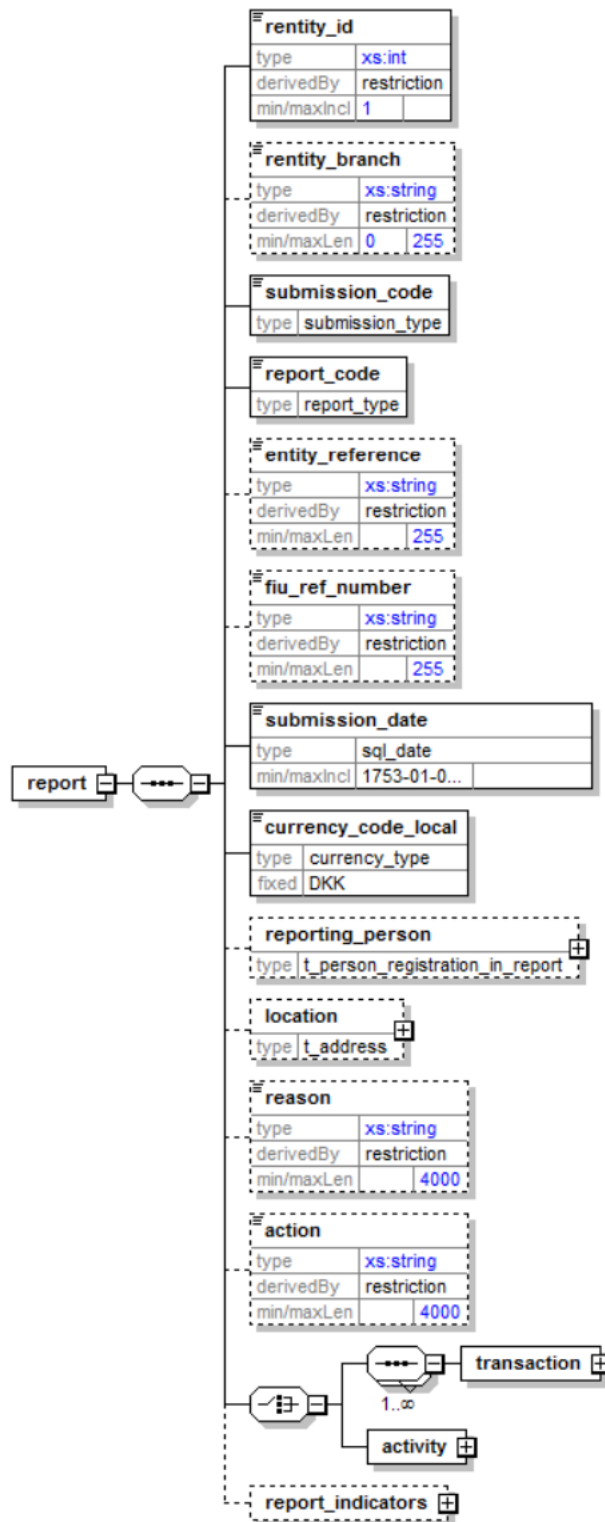 rentity_id
type xs:int
derivedBy restriction
min/maxIncl 1
rentity_branch
type xs:string
derivedBy restriction
min/maxLen 0 255
submission_code
type submission_type
report_code
type report_type
entity_reference
type xs:string
derivedBy restriction
min/maxLen 255
fiu_ref_number
type xs:string
derivedBy restriction
min/maxLen 255
submission_date
type sql_date
min/maxIncl 1753-01-0...
report
currency_code_local
type currency_type
fixed DKK
reporting_person
type t_person_registration_in_report
location
type t_address
reason
type xs:string
derivedBy restriction
min/maxLen 4000
action
type xs:string
derivedBy restriction
min/maxLen 4000
transaction
1..∞
activity
report_indicators